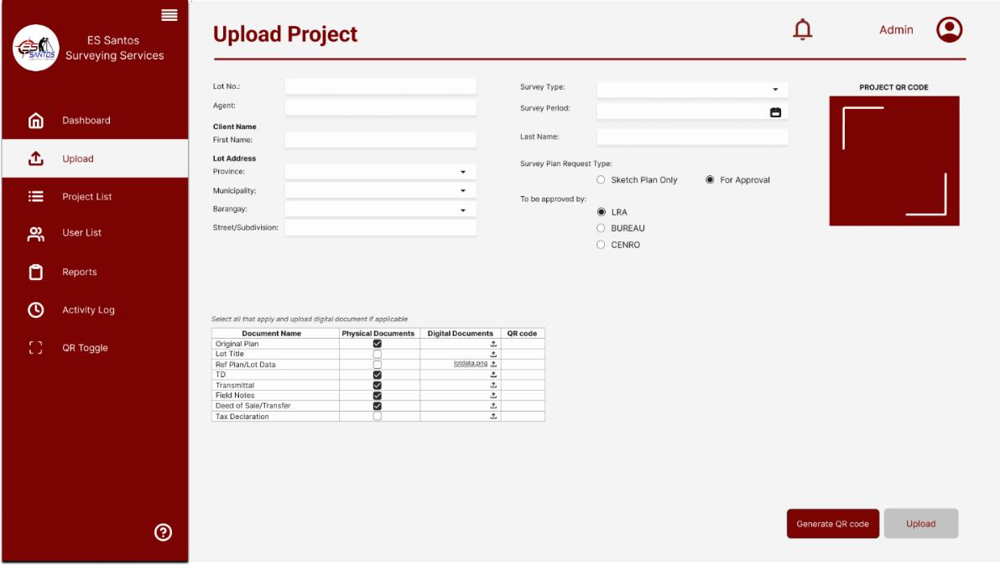 ES
SANTOS
ES Santos
Surveying Services
Dashboard
Upload
Project List
User List
Reports
Activity Log
QR Toggle
Upload Project
Admin
Lot No.:
Agent:
Client Name
First Name:
Lot Address
Province:
Municipality:
Barangay:
Street/Subdivision:
Survey Type:
Survey Period:
Last Name:
Survey Plan Request Type:
Sketch Plan Only For Approval
To be approved by:
LRA
BUREAU
CENRO
PROJECT QR CODE
Select all that apply and upload digital document if applicable
Document Name Physical Documents Digital Documents QR code
Original Plan
Lot Title
Ref Plan/Lot Data lotdata.png
TD
Transmittal
Field Notes
Deed of Sale/Transfer
Tax Declaration
Generate QR code Upload